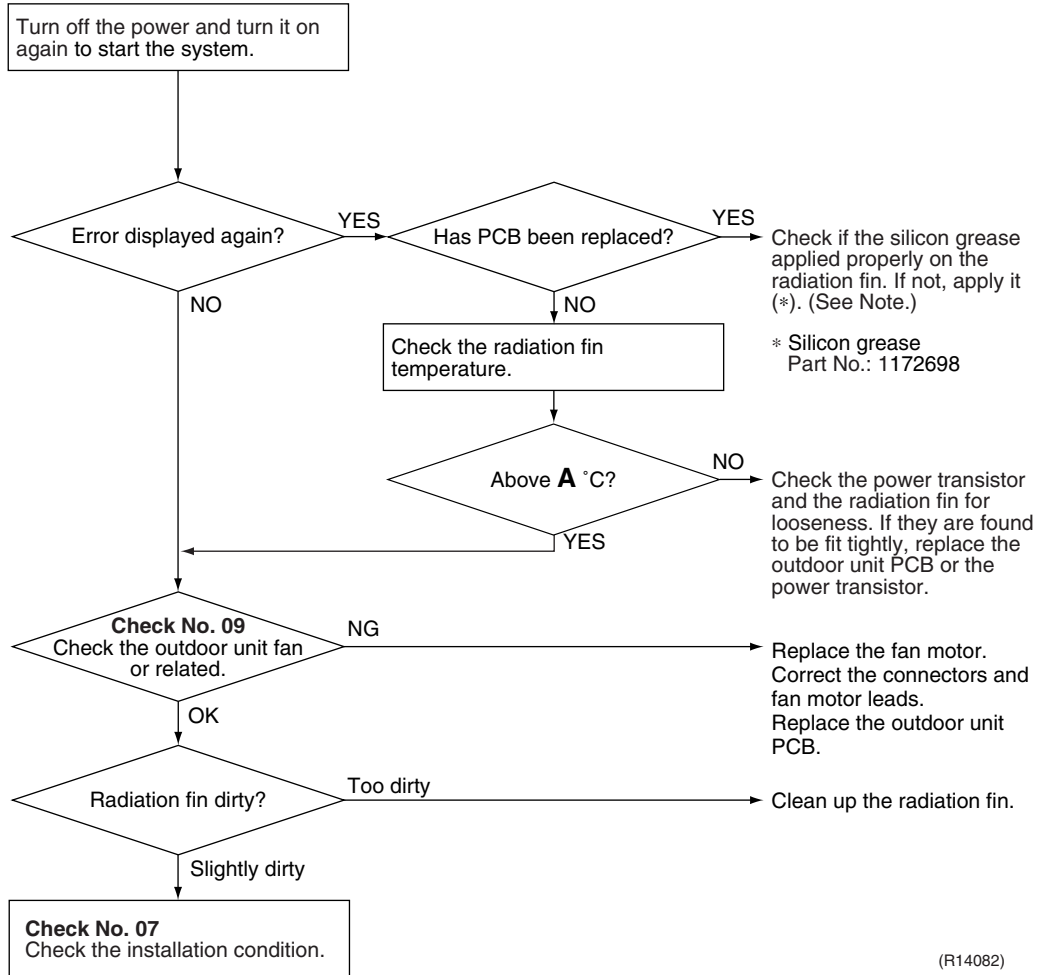 Turn off the power and turn it on
again to start the system.
Error displayed again?
YES
NO
Has PCB been replaced?
YES
NO
Check if the silicon grease
applied properly on the
radiation fin. If not, apply it
(*). (See Note.)
* Silicon grease
Part No.: 1172698
Check the radiation fin
temperature.
Above A °C?
NO
YES
Check the power transistor
and the radiation fin for
looseness. If they are found
to be fit tightly, replace the
outdoor unit PCB or the
power transistor.
Check No. 09
Check the outdoor unit fan
or related.
NG
OK
Replace the fan motor.
Correct the connectors and
fan motor leads.
Replace the outdoor unit
PCB.
Radiation fin dirty?
Too dirty
Clean up the radiation fin.
Slightly dirty
Check No. 07
Check the installation condition.
(R14082)